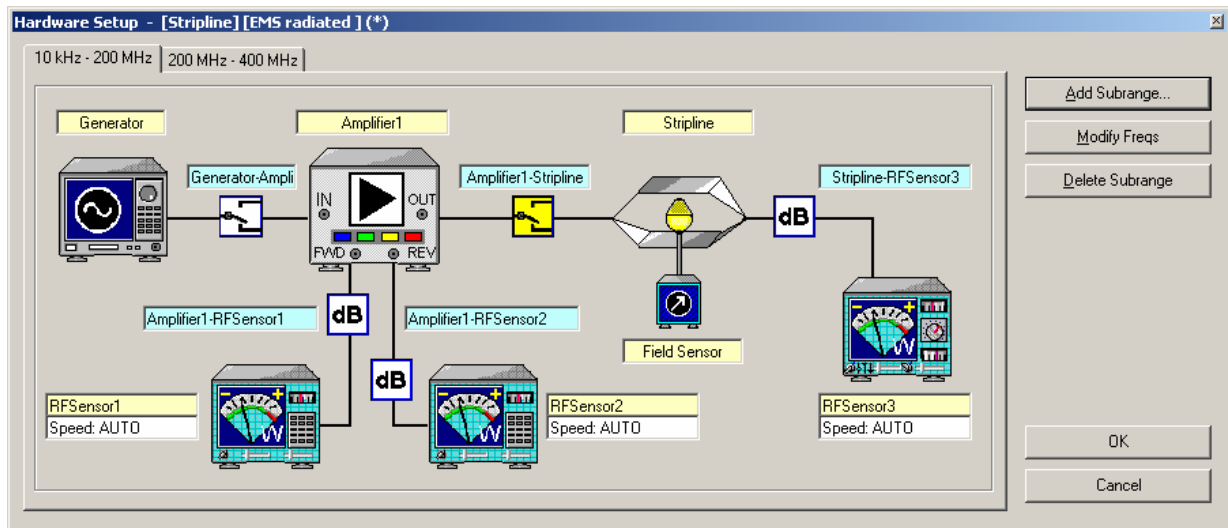 Hardware Setup - [Stripline] [EMS radiated ] (*)
10 kHz - 200 MHz
200 MHz - 400 MHz
Add Subrange...
Modify Freqs
Delete Subrange
Generator
Amplifier1
Stripline
Generator-Ampli
Amplifier1-Stripline
Stripline-RFSensor3
IN
OUT
FWD
REV
dB
Amplifier1-RFSensor1
dB
Amplifier1-RFSensor2
Field Sensor
dB
RFSensor1
Speed: AUTO
RFSensor2
Speed: AUTO
RFSensor3
Speed: AUTO
OK
Cancel